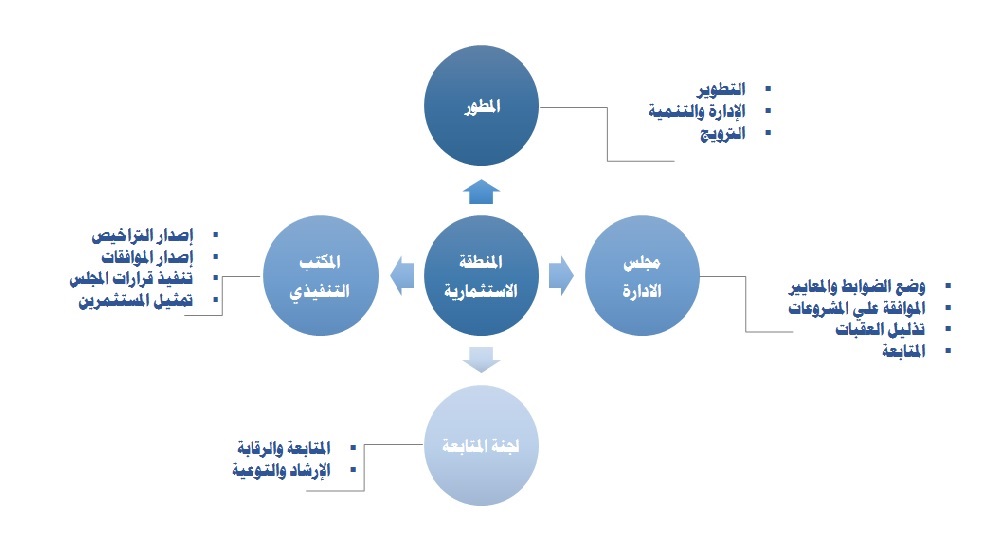 المطور
▪ التطوير
▪ الإدارة والتنمية
▪ الترويج
مجلس
الادارة
▪ وضع الضوابط والمعايير
▪ الموافقة علي المشروعات
▪ تذليل العقبات
▪ المتابعة
المنطقة
الاستثمارية
المكتب
التنفيذي
▪ إصدار التراخيص
▪ إصدار الموافقات
▪ تنفيذ قرارات المجلس
▪ تمثيل المستثمرين
لجنة المتابعة
▪ المتابعة والرقابة
▪ الإرشاد والتوعية